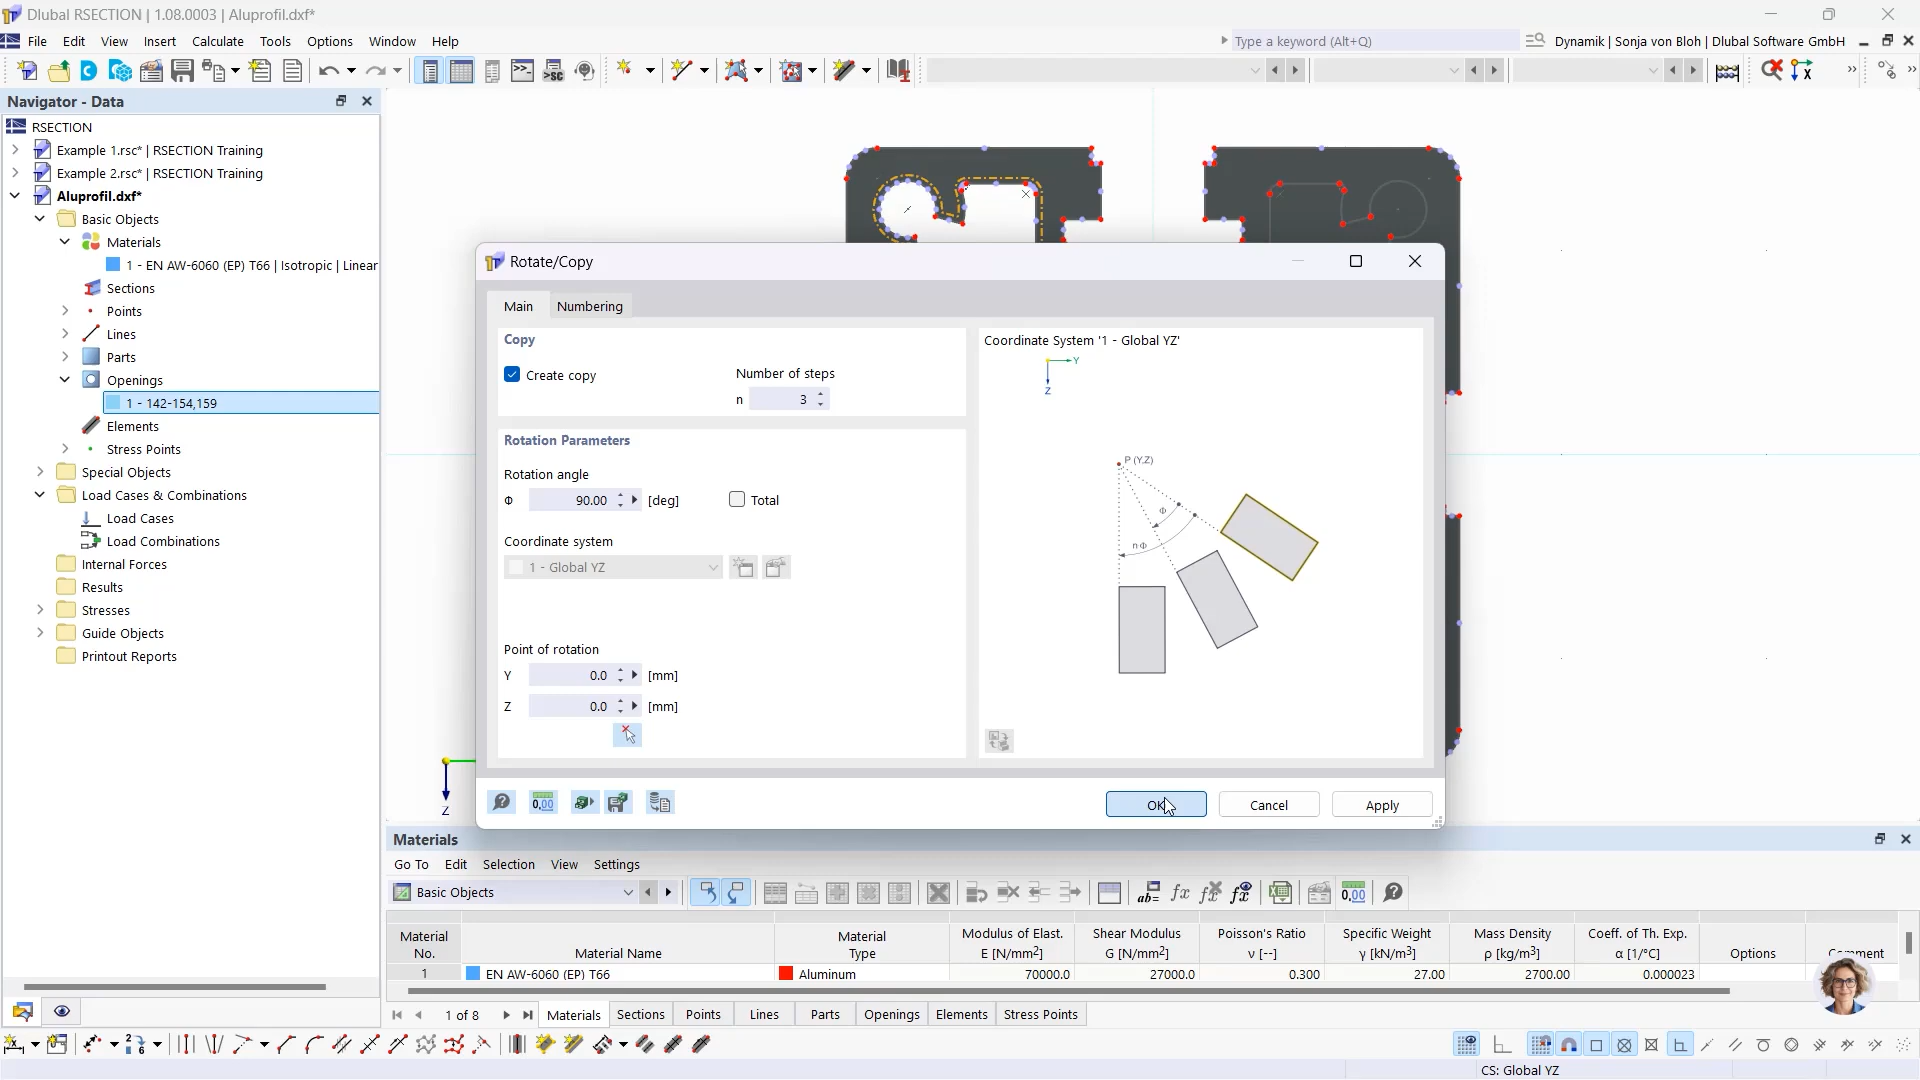 Dlubal RSECTION | 1.08.0003 | Aluprofil.dxf*
File Edit View Insert Calculate Tools Options Window Help
Type a keyword (Alt+Q)
Dynamik | Sonja von Bloh | Dlubal Software GmbH
Navigator - Data
RSECTION
Example 1.rsc* | RSECTION Training
Example 2.rsc* | RSECTION Training
Aluprofil.dxf*
Basic Objects
Materials
1 - EN AW-6060 (EP) T66 | Isotropic | Linear
Sections
Points
Lines
Parts
Openings
1 - 142-154,159
Elements
Stress Points
Special Objects
Load Cases & Combinations
Load Cases
Load Combinations
Internal Forces
Results
Stresses
Guide Objects
Printout Reports
Z
Rotate/Copy
Main Numbering
Copy
Create copy
Number of steps
n 3
Rotation Parameters
Rotation angle
Φ 90.00 [deg]
Total
Coordinate system
1 - Global YZ
Point of rotation
Y 0.0 [mm]
Z 0.0 [mm]
Coordinate System '1 - Global YZ'
Y
Z
P (Y,Z)
Φ
n·Φ
0,00
OK Cancel Apply
Materials
Go To Edit Selection View Settings
Basic Objects
0,00
Material No.
Material Name
Material Type
Modulus of Elast. E [N/mm²]
Shear Modulus G [N/mm²]
Poisson's Ratio ν [--]
Specific Weight γ [kN/m³]
Mass Density ρ [kg/m³]
Coeff. of Th. Exp. α [1/°C]
Options
1 EN AW-6060 (EP) T66 Aluminum 70000.0 27000.0 0.300 27.00 2700.00 0.000023
1 of 8 Materials Sections Points Lines Parts Openings Elements Stress Points
CS: Global YZ